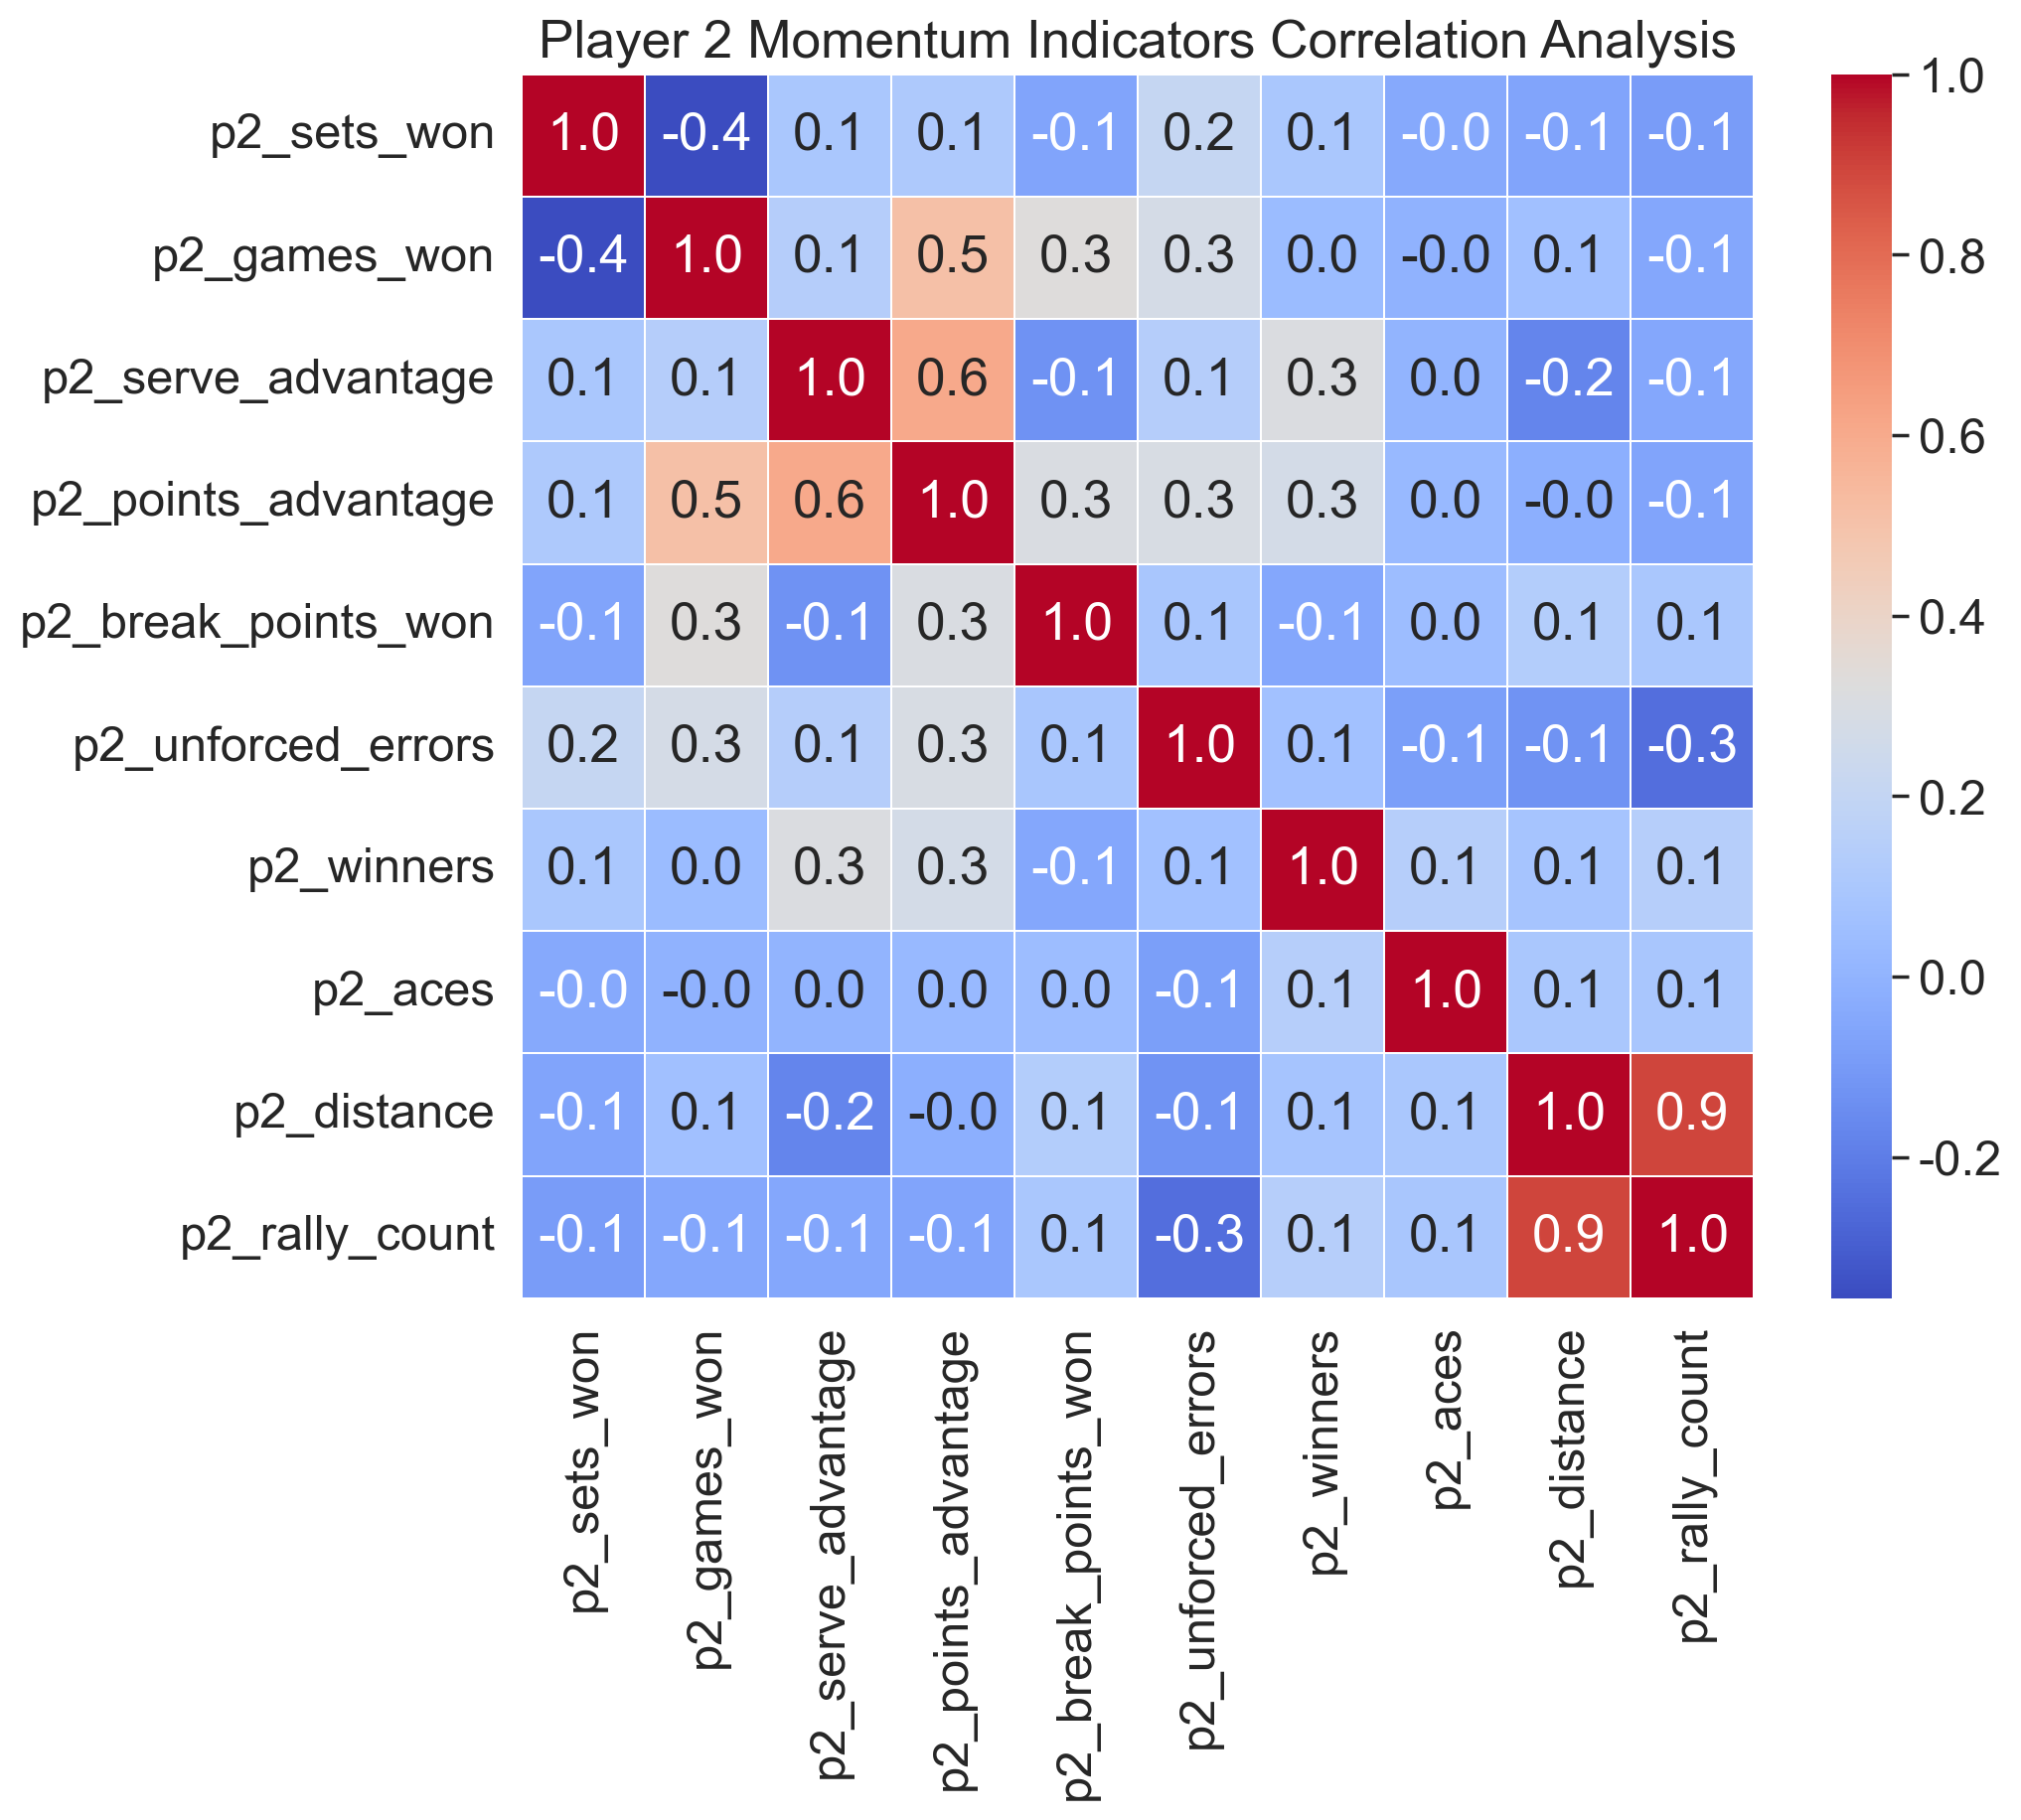 Player 2 Momentum Indicators Correlation Analysis
p2_sets_won 1.0 -0.4 0.1 0.1 -0.1 0.2 0.1 -0.0 -0.1 -0.1
p2_games_won -0.4 1.0 0.1 0.5 0.3 0.3 0.0 -0.0 0.1 -0.1
p2_serve_advantage 0.1 0.1 1.0 0.6 -0.1 0.1 0.3 0.0 -0.2 -0.1
p2_points_advantage 0.1 0.5 0.6 1.0 0.3 0.3 0.3 0.0 -0.0 -0.1
p2_break_points_won -0.1 0.3 -0.1 0.3 1.0 0.1 -0.1 0.0 0.1 0.1
p2_unforced_errors 0.2 0.3 0.1 0.3 0.1 1.0 0.1 -0.1 -0.1 -0.3
p2_winners 0.1 0.0 0.3 0.3 -0.1 0.1 1.0 0.1 0.1 0.1
p2_aces -0.0 -0.0 0.0 0.0 0.0 -0.1 0.1 1.0 0.1 0.1
p2_distance -0.1 0.1 -0.2 -0.0 0.1 -0.1 0.1 0.1 1.0 0.9
p2_rally_count -0.1 -0.1 -0.1 -0.1 0.1 -0.3 0.1 0.1 0.9 1.0
p2_sets_won
p2_games_won
p2_serve_advantage
p2_points_advantage
p2_break_points_won
p2_unforced_errors
p2_winners
p2_aces
p2_distance
p2_rally_count
1.0
0.8
0.6
0.4
0.2
0.0
-0.2